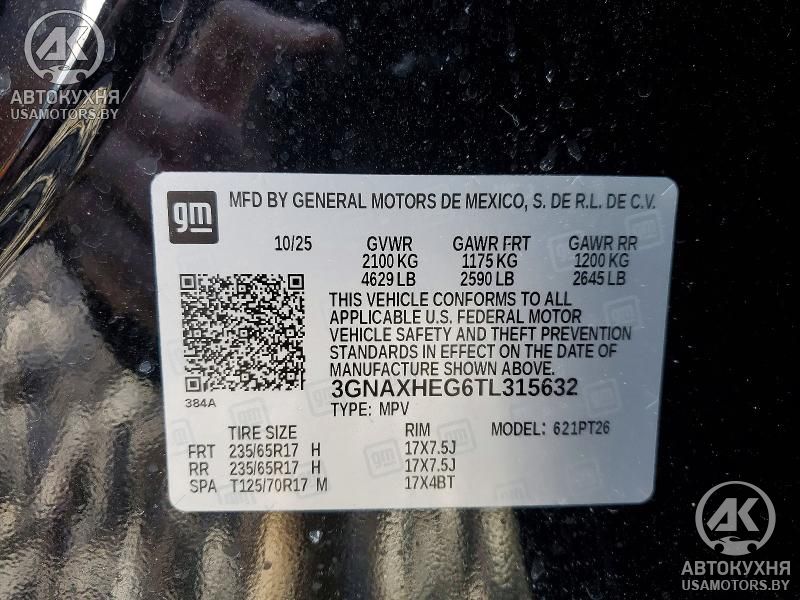 AK
АВТОКУХНЯ
USAMOTORS.BY
gm
MFD BY GENERAL MOTORS DE MEXICO, S. DE R.L. DE C.V.
10/25 GVWR GAWR FRT GAWR RR
2100 KG 1175 KG 1200 KG
4629 LB 2590 LB 2645 LB
THIS VEHICLE CONFORMS TO ALL
APPLICABLE U.S. FEDERAL MOTOR
VEHICLE SAFETY AND THEFT PREVENTION
STANDARDS IN EFFECT ON THE DATE OF
MANUFACTURE SHOWN ABOVE.
3GNAXHEG6TL315632
384A
TYPE: MPV
TIRE SIZE RIM MODEL: 621PT26
FRT 235/65R17 H 17X7.5J
RR 235/65R17 H 17X7.5J
SPA T125/70R17 M 17X4BT
AK
АВТОКУХНЯ
USAMOTORS.BY